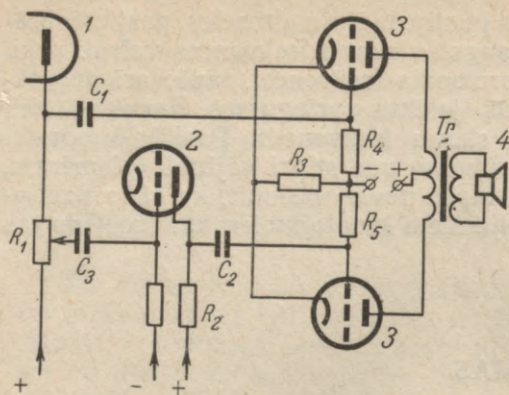 1
3
C₁
2
R₃
R₄
Tr
4
- +
R₅
R₁
C₃
C₂
R₂
3
+
- +